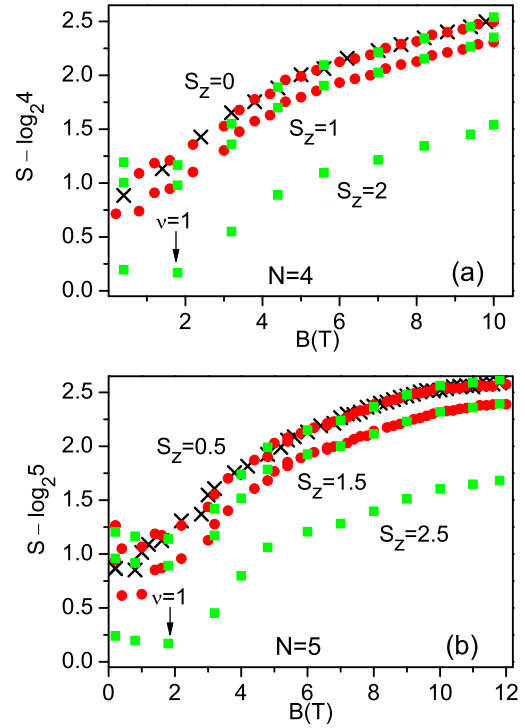 2.5
2.0
1.5
1.0
0.5
0.0
S − log₂4
S_z=0
S_z=1
S_z=2
ν=1
N=4
(a)
2 4 6 8 10
B(T)
2.5
2.0
1.5
1.0
0.5
0.0
S − log₂5
S_z=0.5
S_z=1.5
S_z=2.5
ν=1
N=5
(b)
0 2 4 6 8 10 12
B(T)